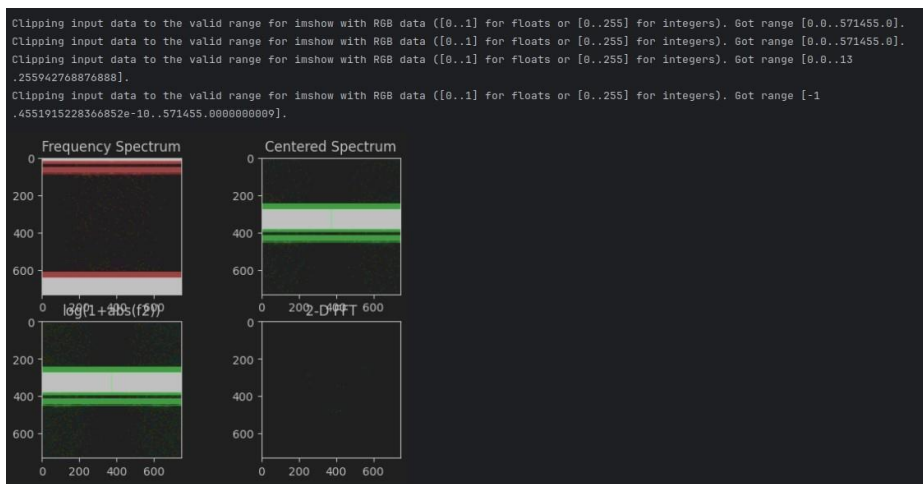 Clipping input data to the valid range for imshow with RGB data ([0..1] for floats or [0..255] for integers). Got range [0.0..571455.0].
Clipping input data to the valid range for imshow with RGB data ([0..1] for floats or [0..255] for integers). Got range [0.0..571455.0].
Clipping input data to the valid range for imshow with RGB data ([0..1] for floats or [0..255] for integers). Got range [0.0..13
.255942768876888].
Clipping input data to the valid range for imshow with RGB data ([0..1] for floats or [0..255] for integers). Got range [-1
.4551915228366852e-10..571455.0000000009].
Frequency Spectrum
0
200
400
600
0 200 400 600
Centered Spectrum
0
200
400
600
0 200 400 600
log(1+abs(f2))
0
200
400
600
0 200 400 600
2-D FFT
0
200
400
600
0 200 400 600